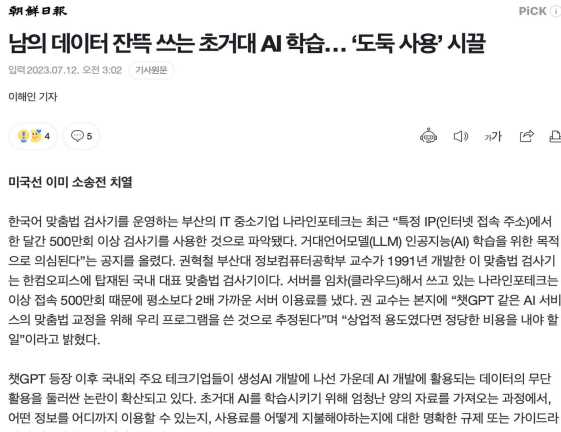 朝鮮日報
PiCK
남의 데이터 잔뜩 쓰는 초거대 AI 학습… ‘도둑 사용’ 시끌
입력2023.07.12. 오전 3:02 기사원문
이해인 기자
4 5 가가
미국선 이미 소송전 치열
한국어 맞춤법 검사기를 운영하는 부산의 IT 중소기업 나라인포테크는 최근 “특정 IP(인터넷 접속 주소)에서
한 달간 500만회 이상 검사기를 사용한 것으로 파악됐다. 거대언어모델(LLM) 인공지능(AI) 학습을 위한 목적
으로 의심된다”는 공지를 올렸다. 권혁철 부산대 정보컴퓨터공학부 교수가 1991년 개발한 이 맞춤법 검사기
는 한컴오피스에 탑재된 국내 대표 맞춤법 검사기이다. 서버를 임차(클라우드)해서 쓰고 있는 나라인포테크는
이상 접속 500만회 때문에 평소보다 2배 가까운 서버 이용료를 냈다. 권 교수는 본지에 “챗GPT 같은 AI 서비
스의 맞춤법 교정을 위해 우리 프로그램을 쓴 것으로 추정된다”며 “상업적 용도였다면 정당한 비용을 내야 할
일”이라고 밝혔다.
챗GPT 등장 이후 국내외 주요 테크기업들이 생성AI 개발에 나선 가운데 AI 개발에 활용되는 데이터의 무단
활용을 둘러싼 논란이 확산되고 있다. 초거대 AI를 학습시키기 위해 엄청난 양의 자료를 가져오는 과정에서,
어떤 정보를 어디까지 이용할 수 있는지, 사용료를 어떻게 지불해야하는지에 대한 명확한 규제 또는 가이드라